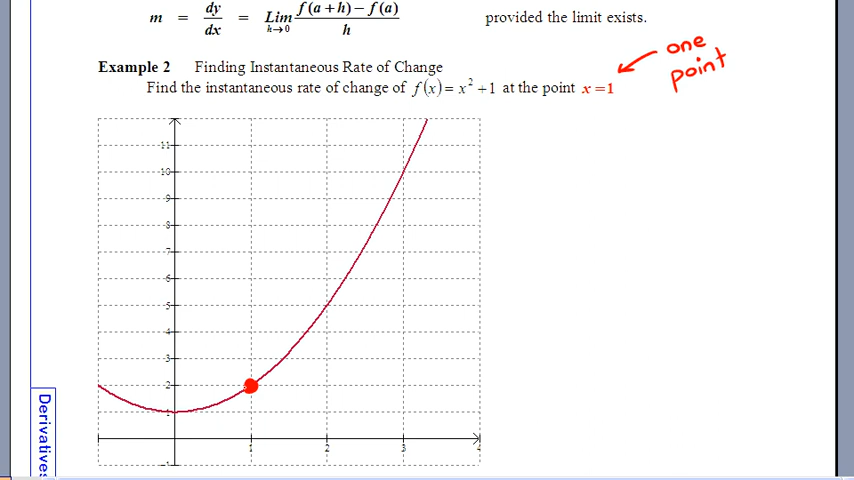 m = dy/dx = Lim h→0 f(a + h) − f(a) / h provided the limit exists.
one point
Example 2 Finding Instantaneous Rate of Change
Find the instantaneous rate of change of f(x) = x² + 1 at the point x = 1
11
10
9
8
7
6
5
4
3
2
1
-1
1 2 3 4
Derivatives